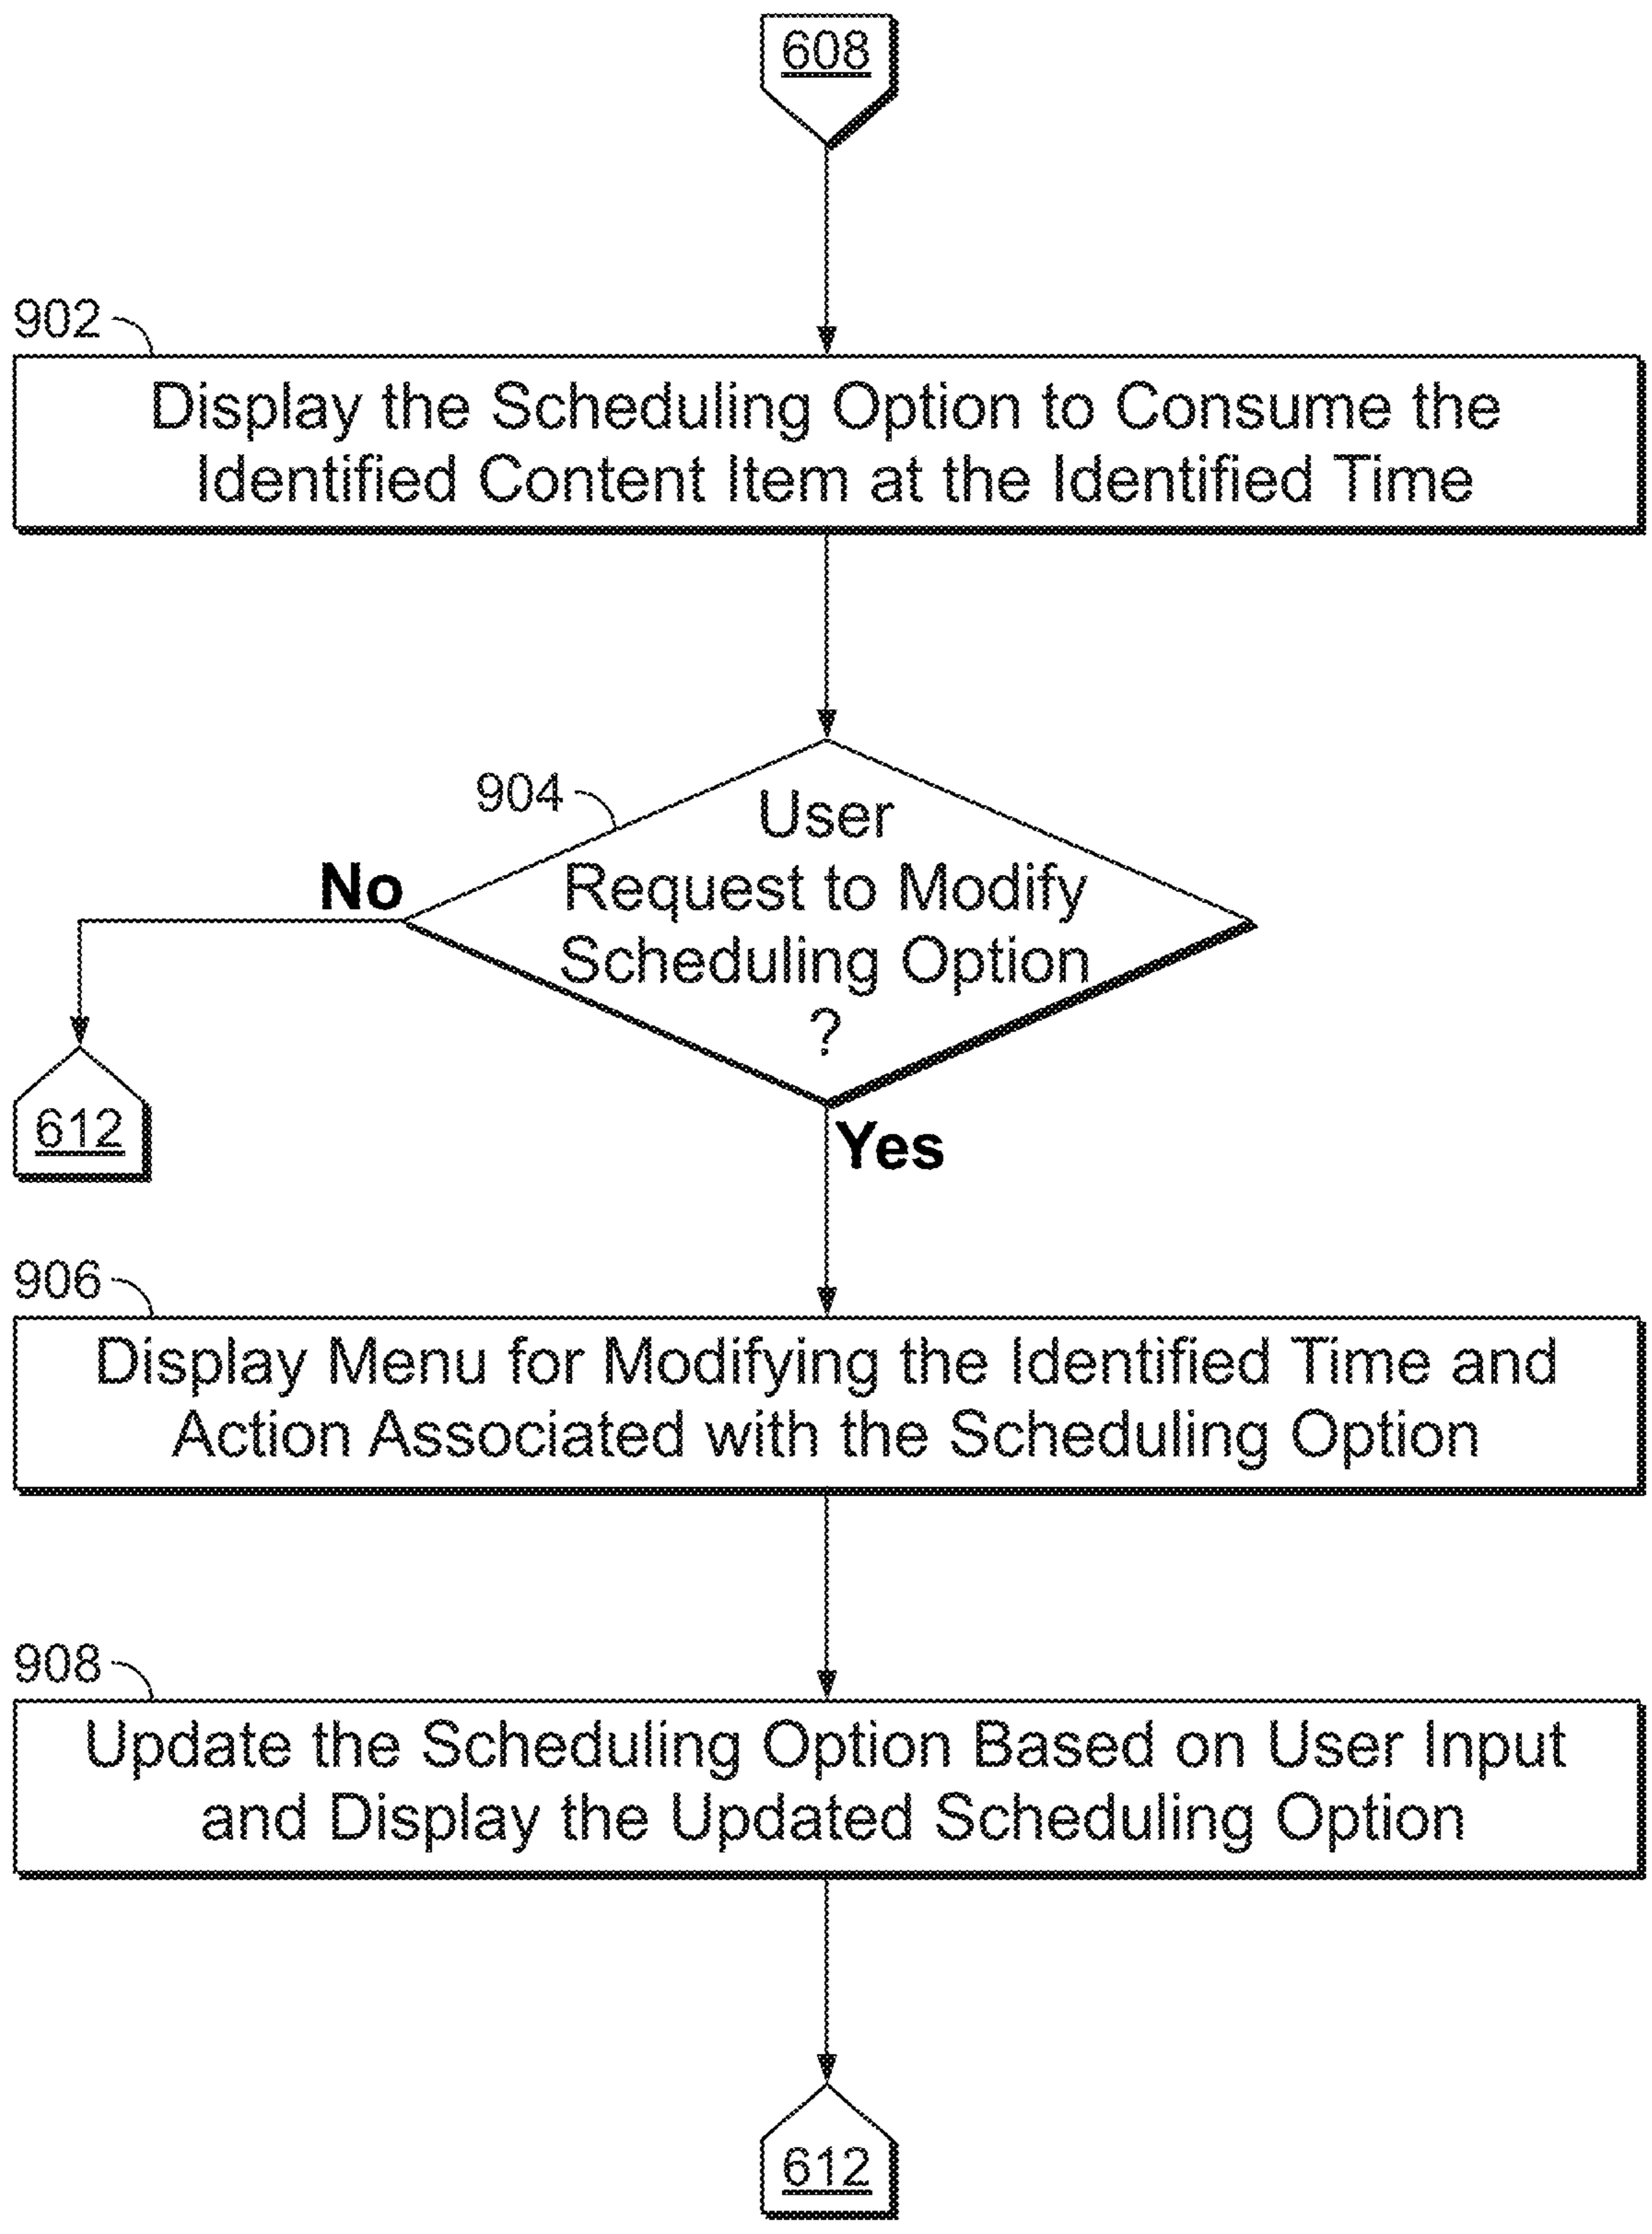 608
902
Display the Scheduling Option to Consume the
Identified Content Item at the Identified Time
904
User
Request to Modify
Scheduling Option
?
No
612
Yes
906
Display Menu for Modifying the Identified Time and
Action Associated with the Scheduling Option
908
Update the Scheduling Option Based on User Input
and Display the Updated Scheduling Option
612